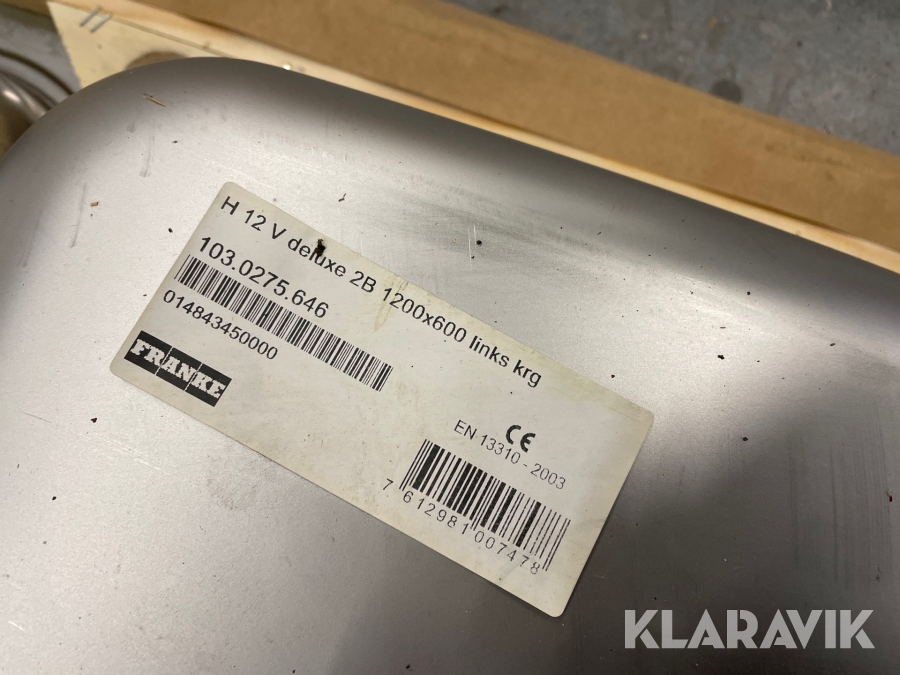 H 12 V deluxe 2B 1200x600 links krg
103.0275.646
014843450000
FRANKE
CE
EN 13310 - 2003
7 612981 007478
KLARAVIK